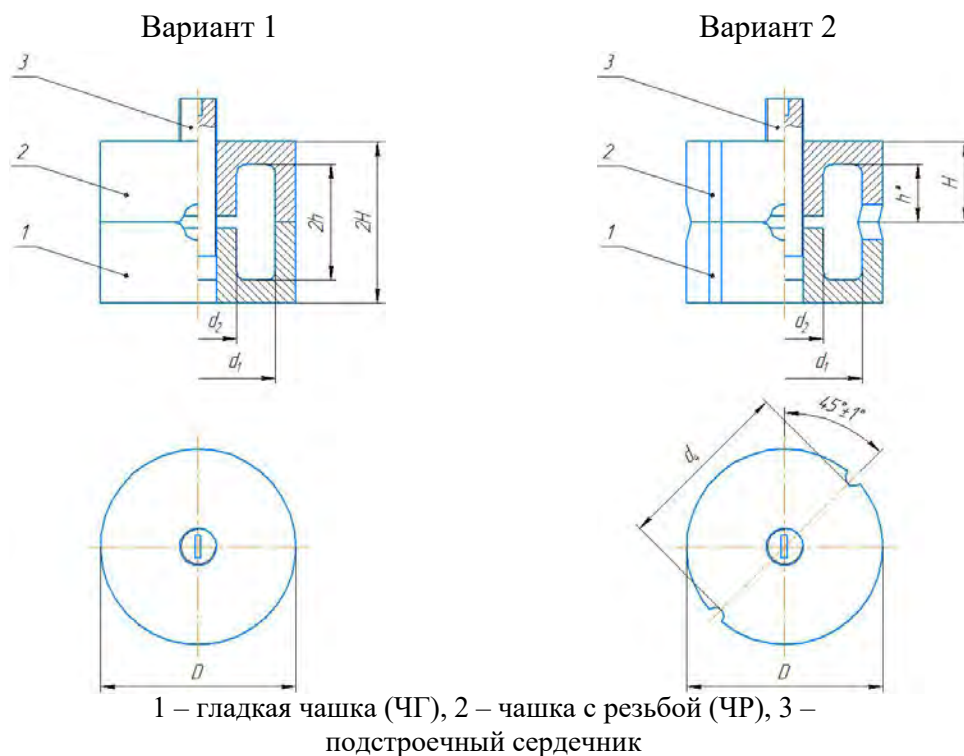 Вариант 1
Вариант 2
3
2
1
2h
2H
d₂
d₁
D
3
2
1
h*
H
d₂
d₁
45°±1°
d₄
D
1 – гладкая чашка (ЧГ), 2 – чашка с резьбой (ЧР), 3 –
подстроечный сердечник